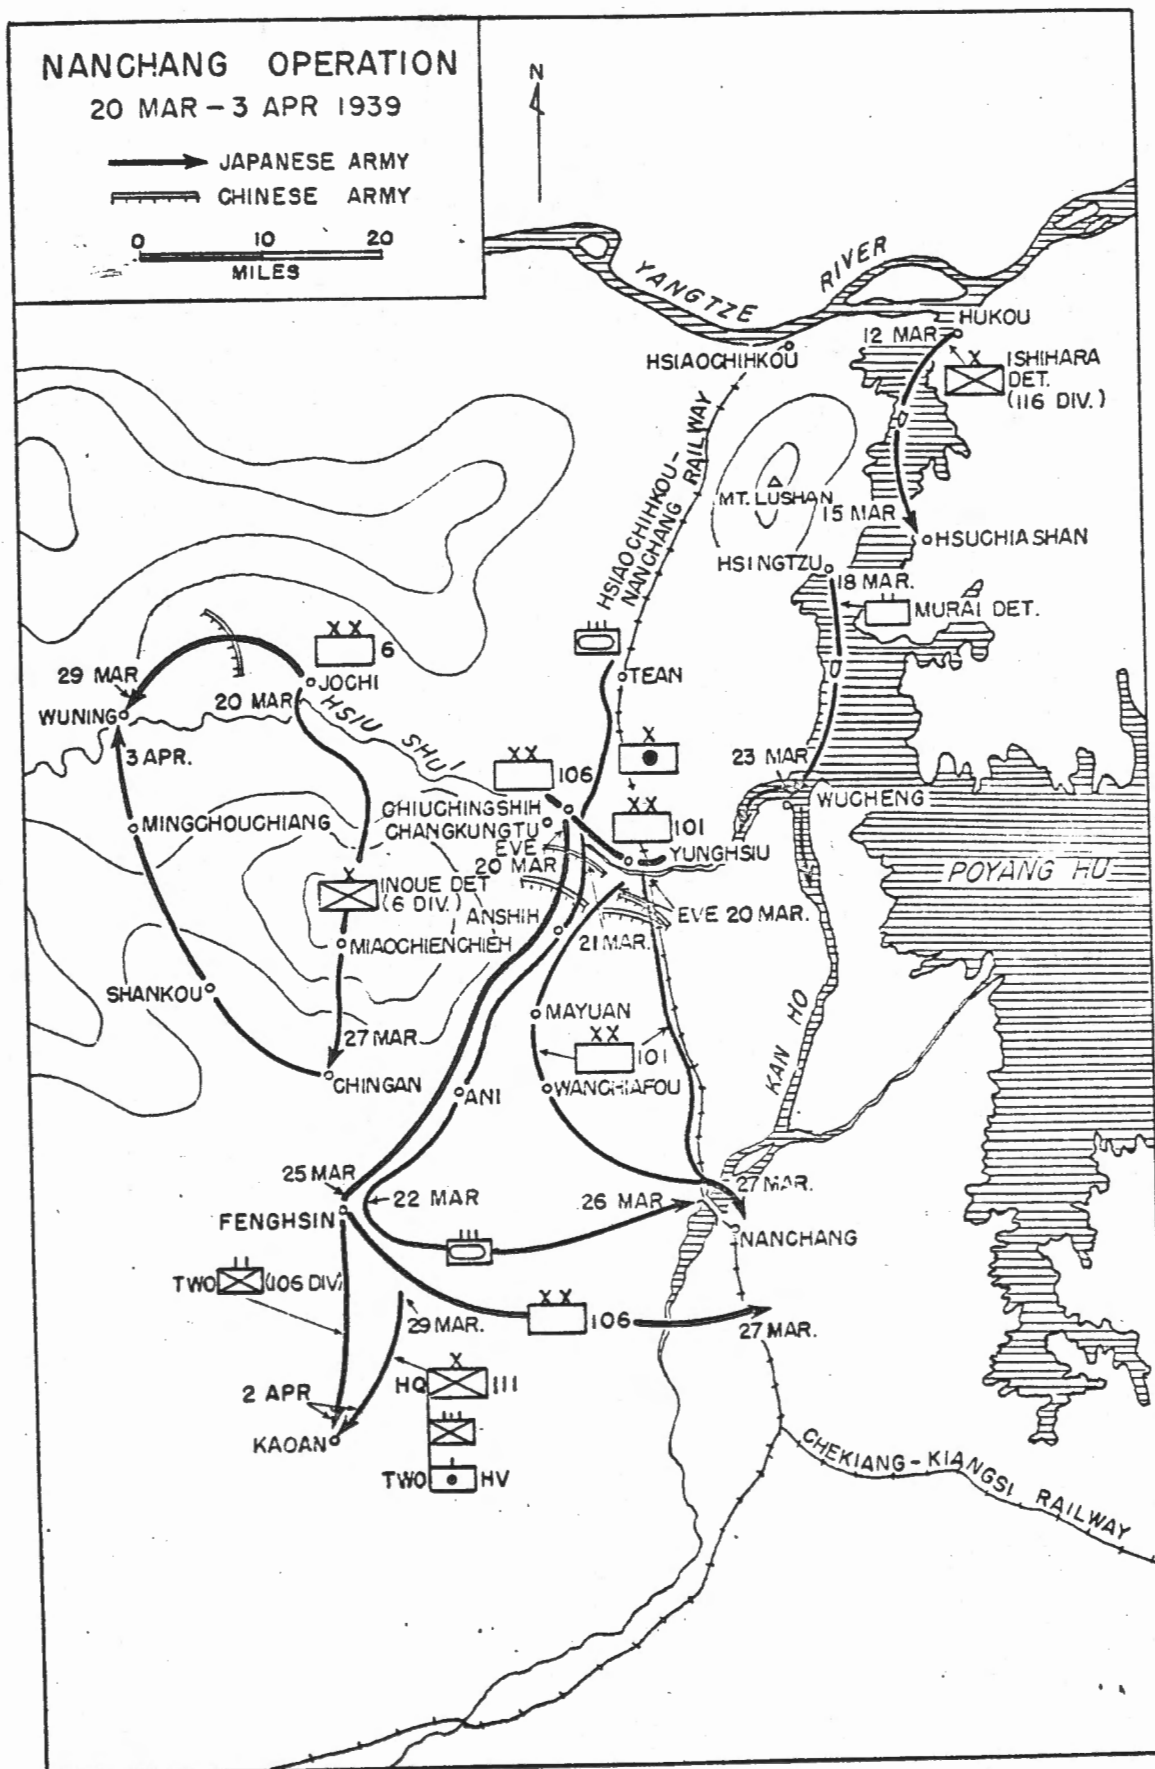 NANCHANG OPERATION
20 MAR – 3 APR 1939
JAPANESE ARMY
CHINESE ARMY
0 10 20
MILES
N
YANGTZE RIVER
HUKOU
12 MAR
HSIAOCHIHKOU
X
ISHIHARA
DET.
(116 DIV.)
HSIAOCHIHKOU-
NANCHANG RAILWAY
MT. LUSHAN
15 MAR
HSUCHIASHAN
HSINGTZU
18 MAR.
MURAI DET.
X X
6
29 MAR
JOCHI
TEAN
20 MAR
WUNING
HSIU SHUI
X
3 APR.
X X
106
23 MAR
WUCHENG
CHIUCHINGSHIH
X X
101
MINGCHOUCHIANG
CHANGKUNGTU
YUNGHSIU
EVE
20 MAR
POYANG HU
X
INOUE DET
(6 DIV.)
ANSHIH
EVE 20 MAR.
21 MAR.
MIAOCHIENCHIEH
SHANKOU
MAYUAN
27 MAR.
X X
101
KAN HO
CHINGAN
ANI
WANCHIAFOU
25 MAR
22 MAR
26 MAR
27 MAR.
FENGHSIN
NANCHANG
TWO
(106 DIV)
X X
106
29 MAR.
27 MAR.
X
HQ
111
2 APR
KAOAN
TWO
HV
CHEKIANG-KIANGSI RAILWAY